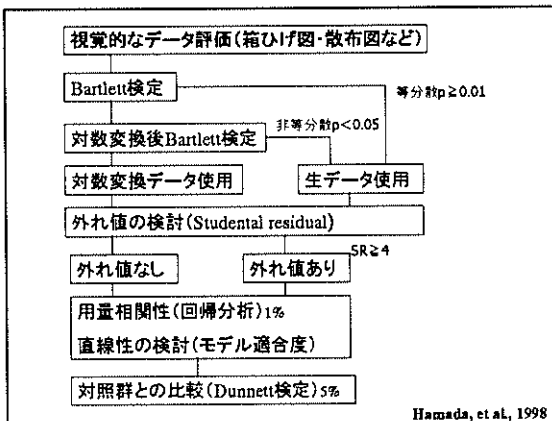 視覚的なデータ評価(箱ひげ図・散布図など)
Bartlett検定
等分散p≧0.01
非等分散p<0.05
対数変換後Bartlett検定
対数変換データ使用
生データ使用
外れ値の検討(Studental residual)
SR≧4
外れ値なし
外れ値あり
用量相関性(回帰分析)1%
直線性の検討(モデル適合度)
対照群との比較(Dunnett検定)5%
Hamada, et al., 1998